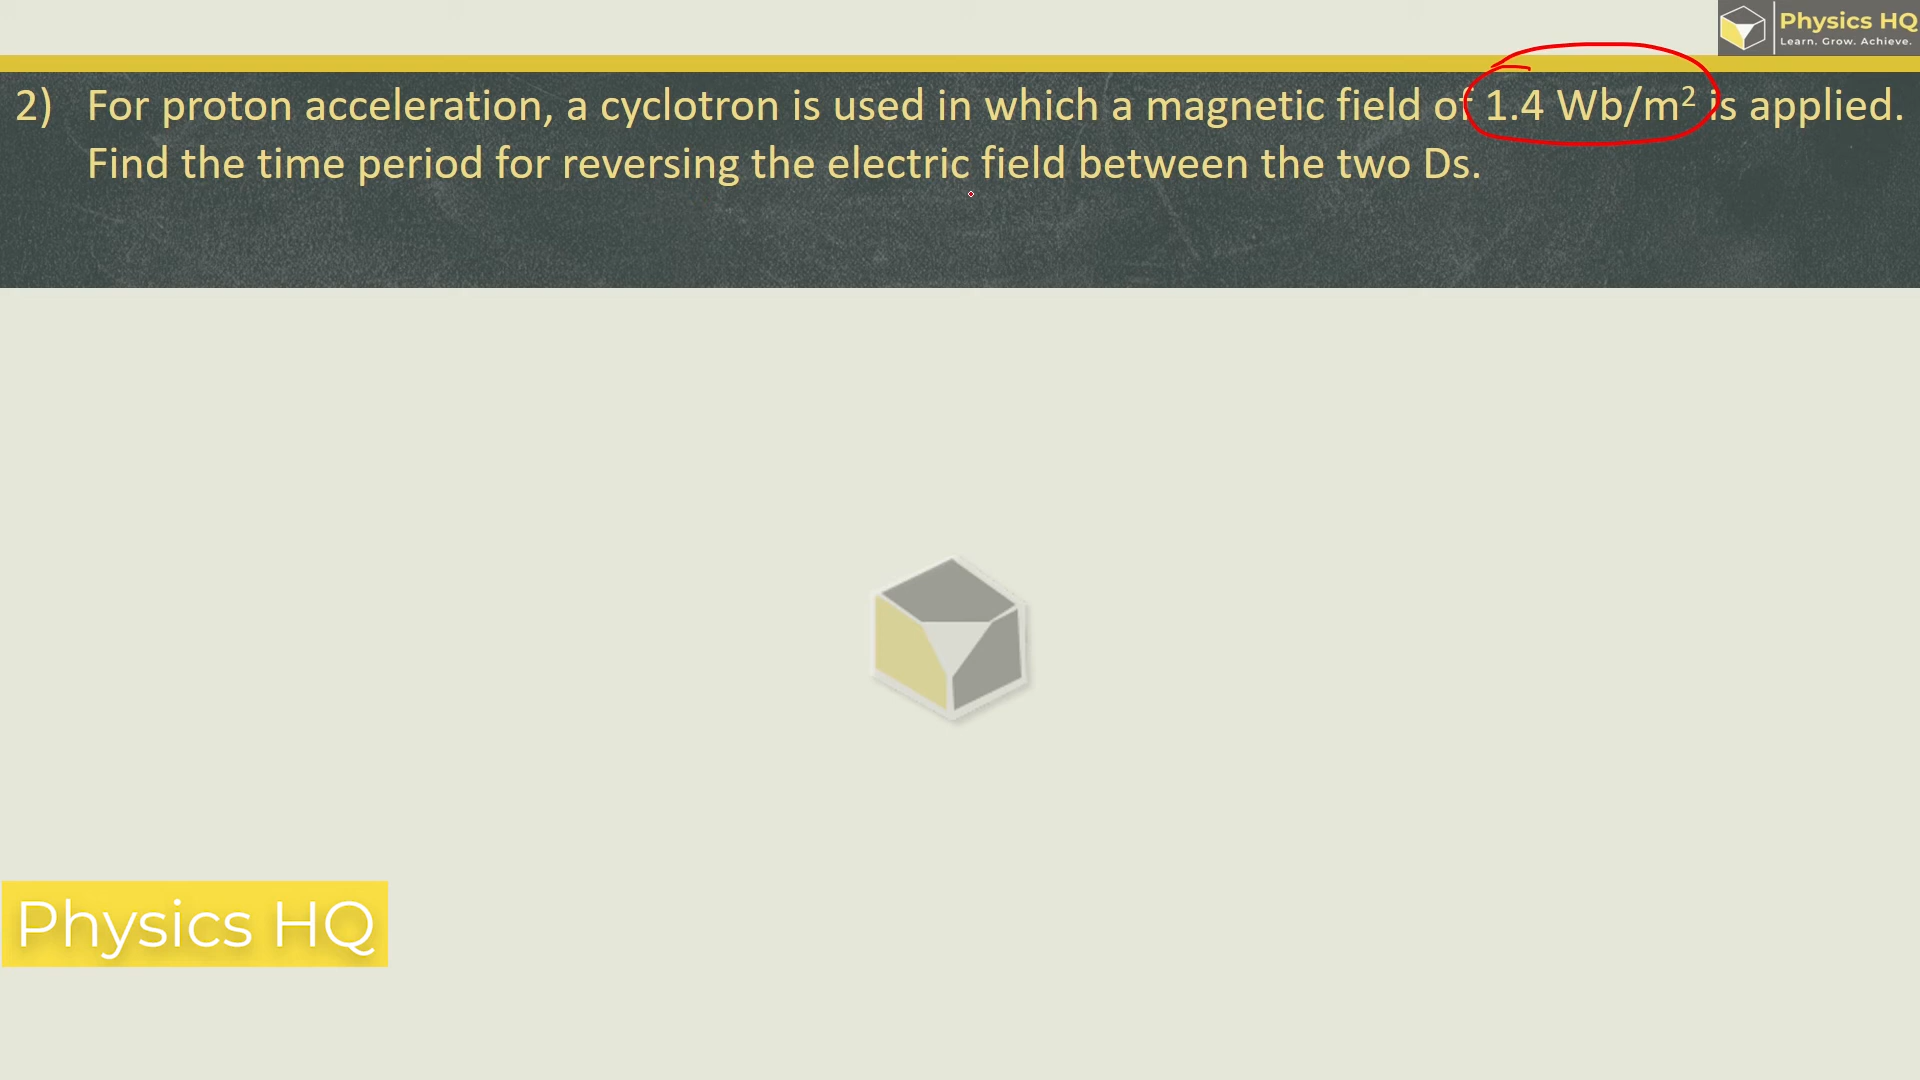 Physics HQ
Learn. Grow. Achieve.
2) For proton acceleration, a cyclotron is used in which a magnetic field of 1.4 Wb/m² is applied.
Find the time period for reversing the electric field between the two Ds.
Physics HQ